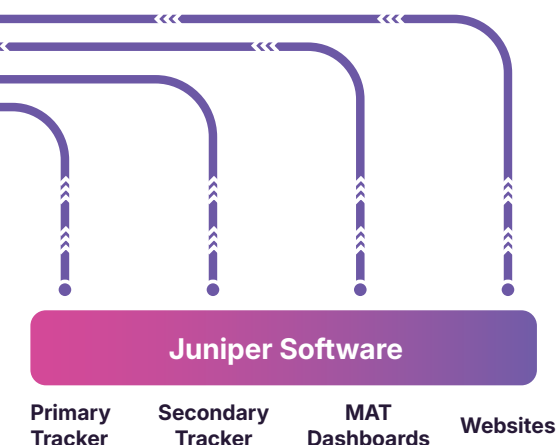 Juniper Software
Primary
Tracker
Secondary
Tracker
MAT
Dashboards
Websites